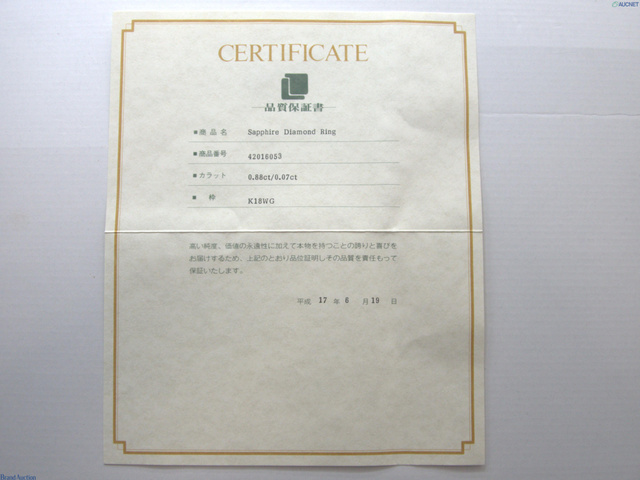 AUCNET
CERTIFICATE
品質保証書
■商品名 Sapphire Diamond Ring
■商品番号 42016053
■カラット 0.88ct/0.07ct
■枠 K18WG
高い純度、価値の永遠性に加えて本物を持つことの誇りと喜びを
お届けするため、上記のとおり品位証明しその品質を責任もって
保証いたします。
平成 17 年 6 月 19 日
Brand Auction